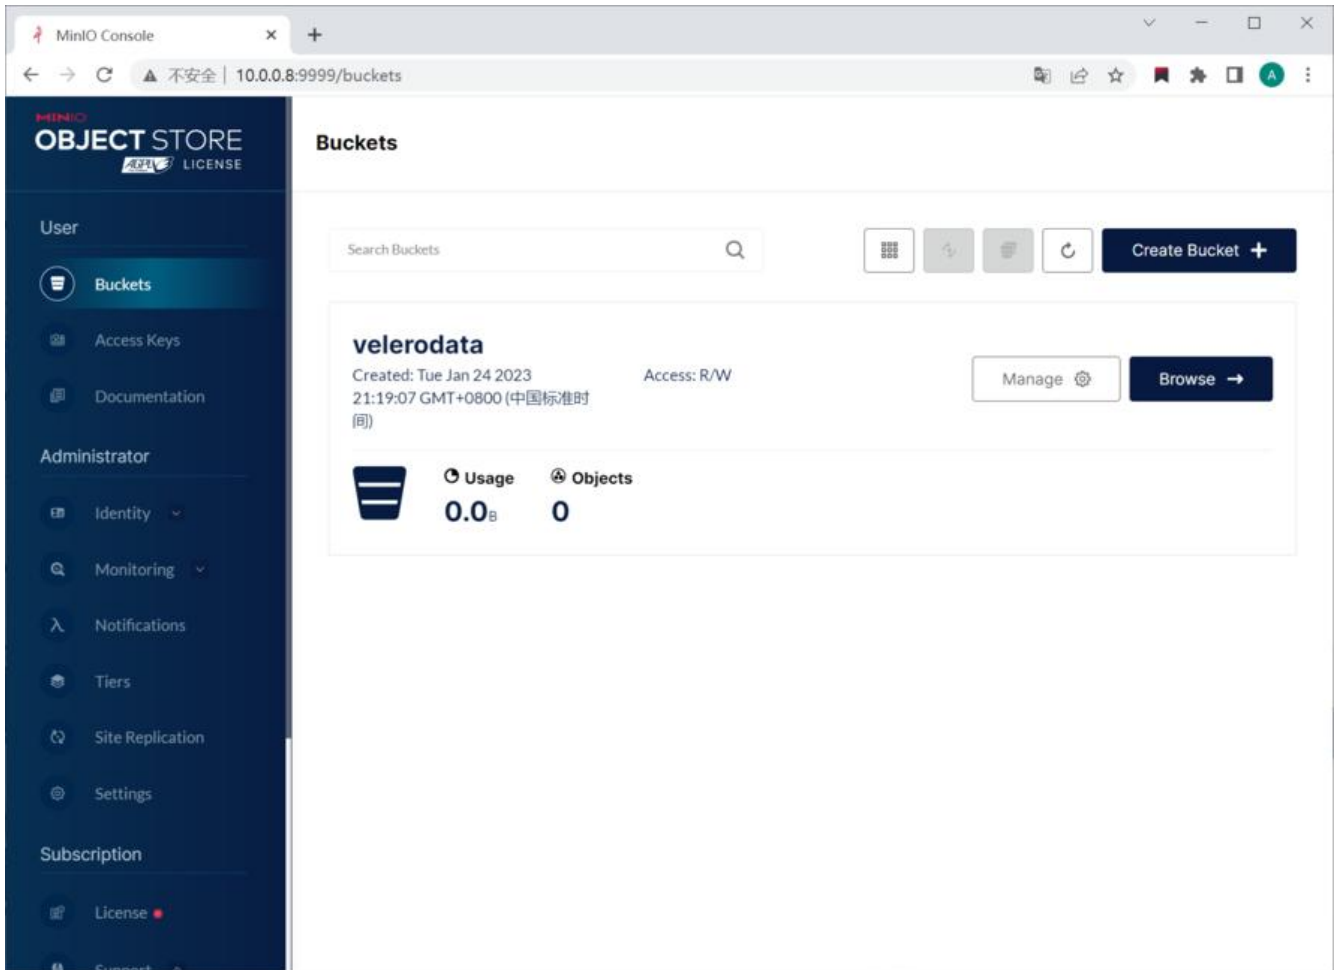 MinIO Console
不安全 | 10.0.0.8:9999/buckets
A
MINIO
OBJECT STORE
AGPLV3 LICENSE
Buckets
User
Search Buckets
Create Bucket +
Buckets
velerodata
Access Keys
Created: Tue Jan 24 2023
21:19:07 GMT+0800 (中国标准时
间)
Access: R/W
Manage
Browse →
Documentation
Administrator
Usage
Objects
0.0B
0
Identity
Monitoring
λ Notifications
Tiers
Site Replication
Settings
Subscription
License
Support